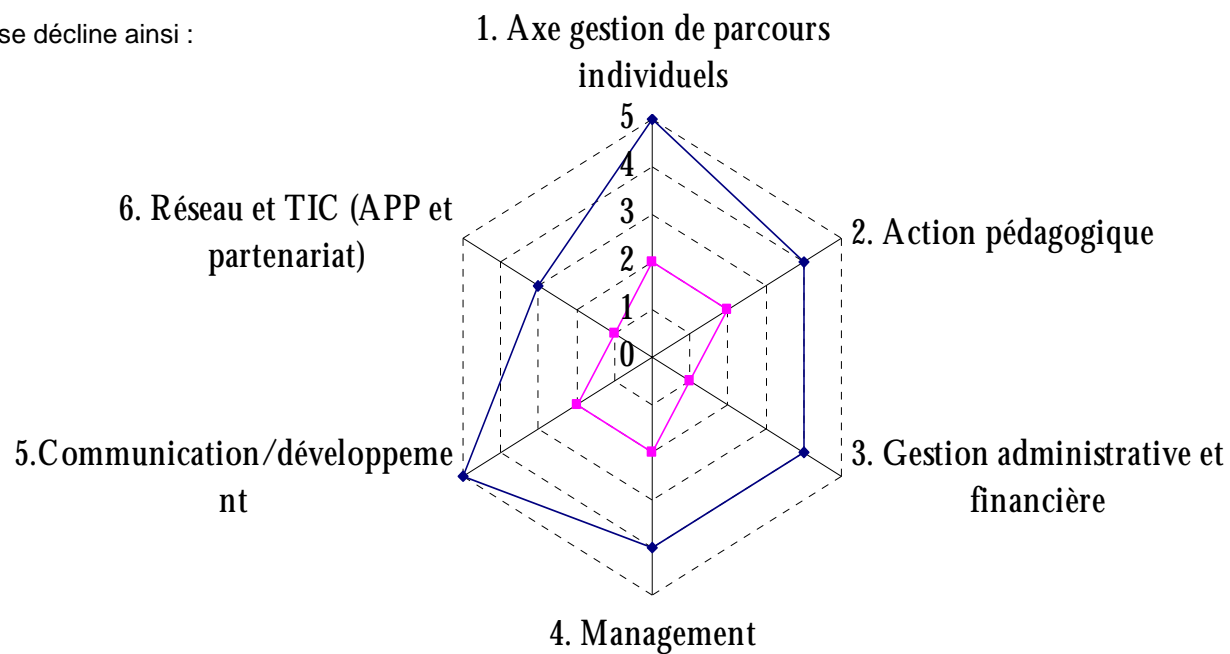 se décline ainsi :
1. Axe gestion de parcours
individuels
5
4
3
2
1
0
6. Réseau et TIC (APP et
partenariat)
2. Action pédagogique
5.Communication/développeme
nt
3. Gestion administrative et
financière
4. Management